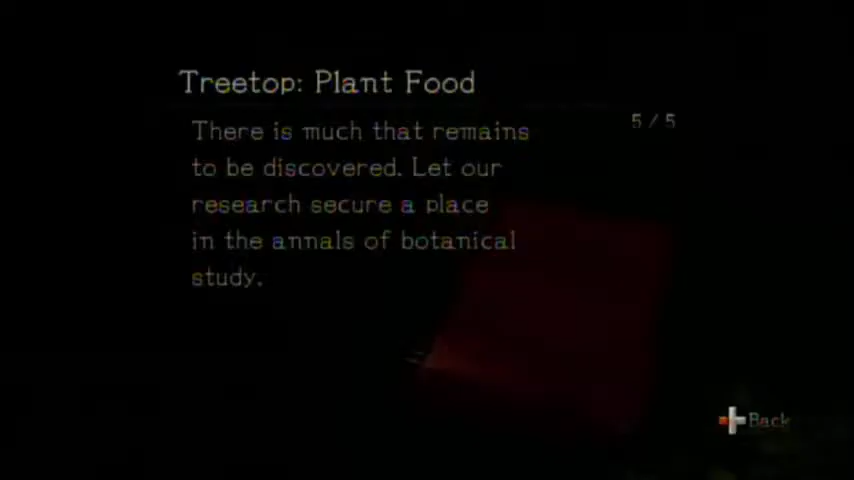 Treetop: Plant Food
5/5
There is much that remains
to be discovered. Let our
research secure a place
in the annals of botanical
study.
Back